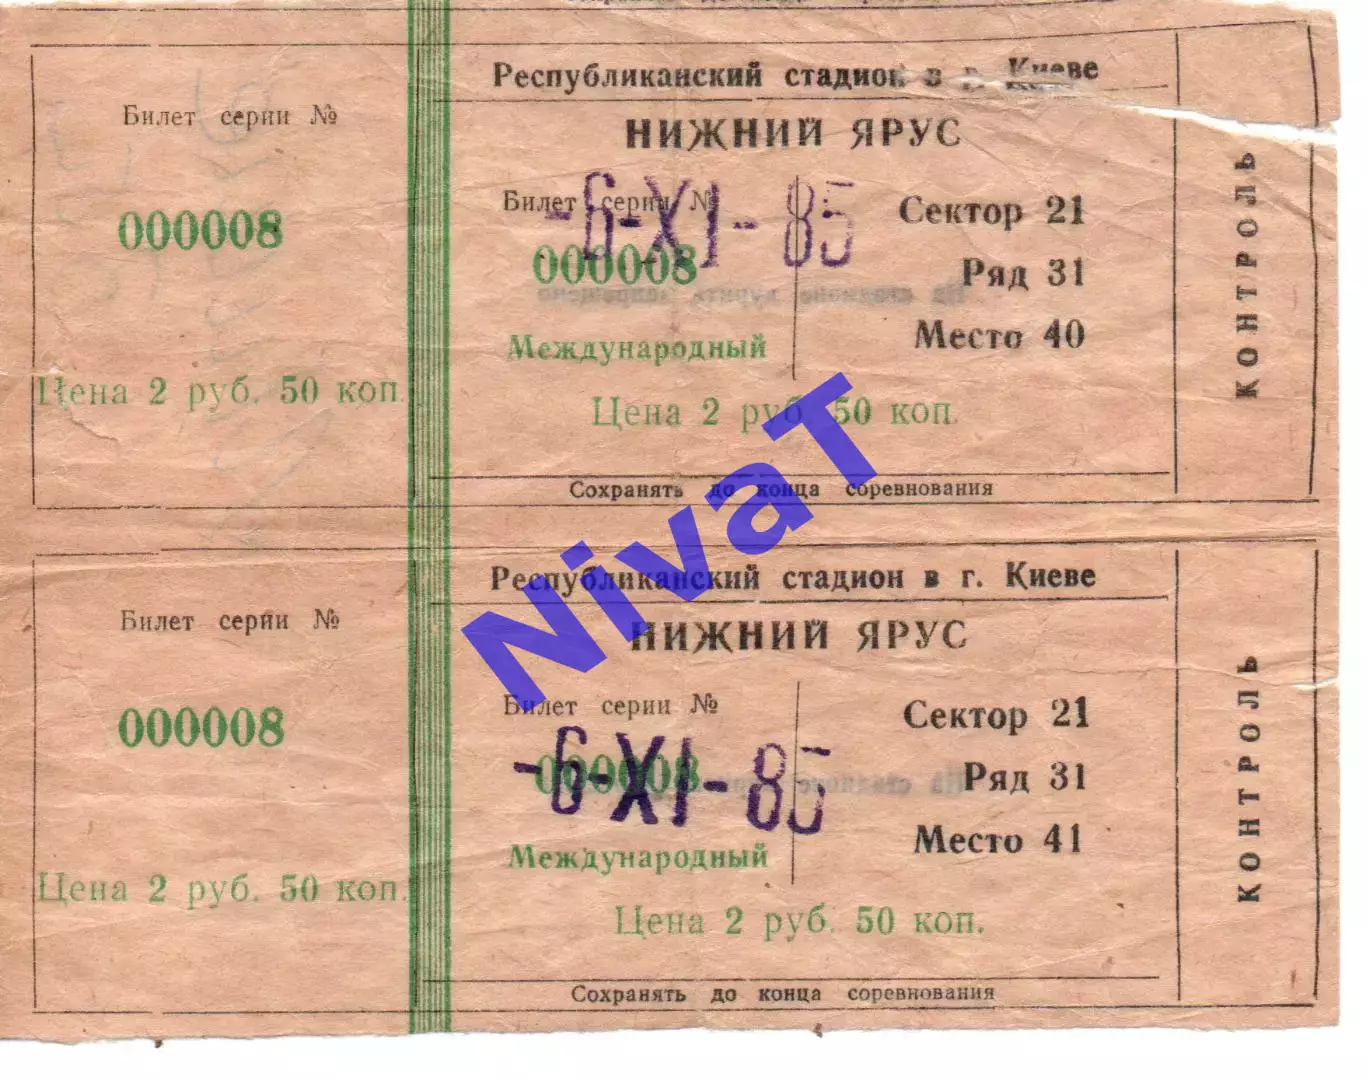 Республиканский стадион в г. Киеве
Билет серии №
НИЖНИЙ ЯРУС
Билет серии №
-6-XI-85
Сектор 21
000008
000008
Ряд 31
Место 40
Международный
Цена 2 руб. 50 коп.
Цена 2 руб. 50 коп.
Сохранять до конца соревнования
КОНТРОЛЬ
NivaT
Республиканский стадион в г. Киеве
Билет серии №
НИЖНИЙ ЯРУС
Билет серии №
Сектор 21
000008
-6-XI-85
000008
Ряд 31
Место 41
Международный
Цена 2 руб. 50 коп.
Цена 2 руб. 50 коп.
Сохранять до конца соревнования
КОНТРОЛЬ